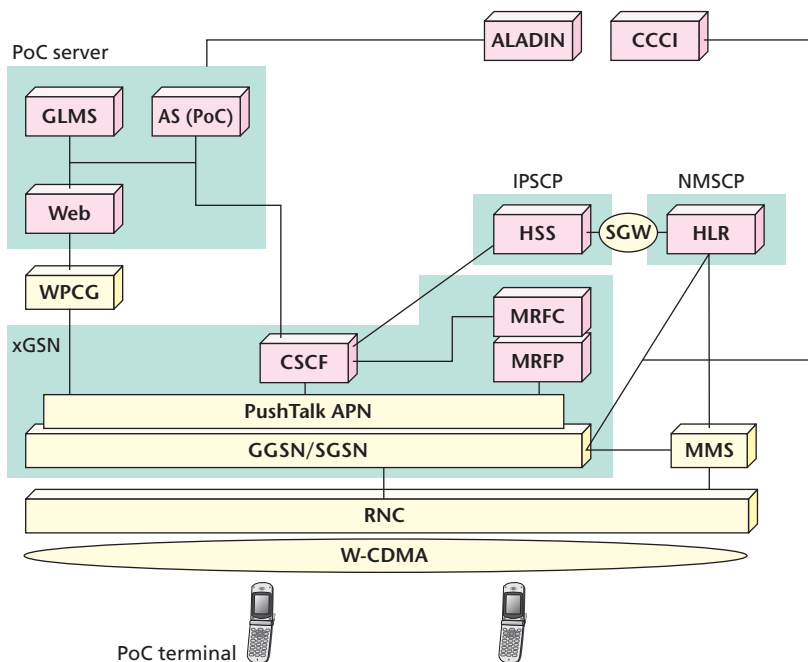 ALADIN
CCCI
PoC server
GLMS
AS (PoC)
IPSCP
NMSCP
Web
HSS
SGW
HLR
WPCG
MRFC
xGSN
CSCF
MRFP
PushTalk APN
GGSN/SGSN
MMS
RNC
W-CDMA
PoC terminal